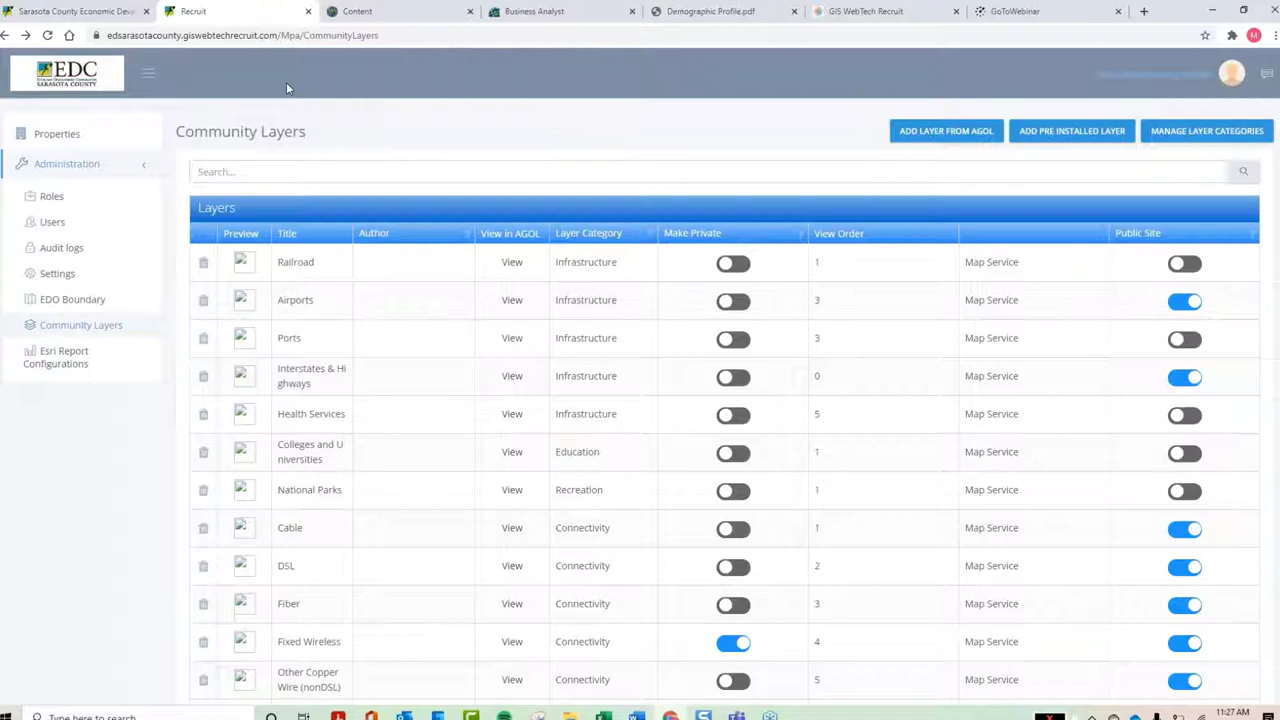 Sarasota County Economic Devel
Recruit
Content
Business Analyst
Demographic Profile.pdf
GIS WebTech Recruit
GoToWebinar
edsarasotacounty.giswebtechrecruit.com/Mpa/CommunityLayers
M
EDC
SARASOTA COUNTY
Properties
Administration
Roles
Users
Audit logs
Settings
EDO Boundary
Community Layers
Esri Report
Configurations
Community Layers
ADD LAYER FROM AGOL
ADD PRE INSTALLED LAYER
MANAGE LAYER CATEGORIES
Search...
Layers
Preview Title Author View in AGOL Layer Category Make Private View Order Public Site
Railroad View Infrastructure 1 Map Service
Airports View Infrastructure 3 Map Service
Ports View Infrastructure 3 Map Service
Interstates & Hi
ghways View Infrastructure 0 Map Service
Health Services View Infrastructure 5 Map Service
Colleges and U
niversities View Education 1 Map Service
National Parks View Recreation 1 Map Service
Cable View Connectivity 1 Map Service
DSL View Connectivity 2 Map Service
Fiber View Connectivity 3 Map Service
Fixed Wireless View Connectivity 4 Map Service
Other Copper
Wire (nonDSL) View Connectivity 5 Map Service
Type here to search
11:27 AM